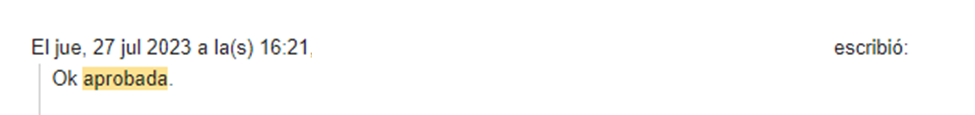 El jue, 27 jul 2023 a la(s) 16:21, escribió:
Ok aprobada.